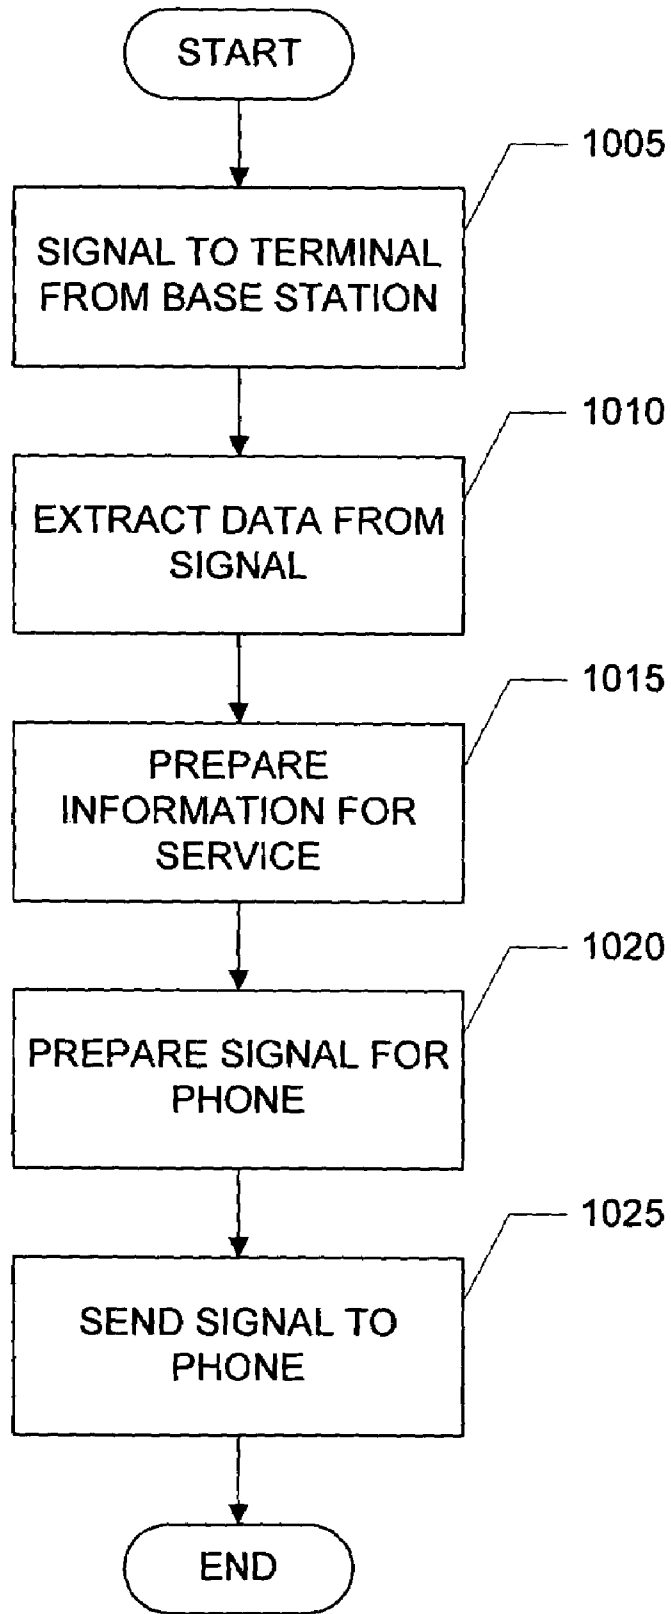 START
1005
SIGNAL TO TERMINAL
FROM BASE STATION
1010
EXTRACT DATA FROM
SIGNAL
1015
PREPARE
INFORMATION FOR
SERVICE
1020
PREPARE SIGNAL FOR
PHONE
1025
SEND SIGNAL TO
PHONE
END